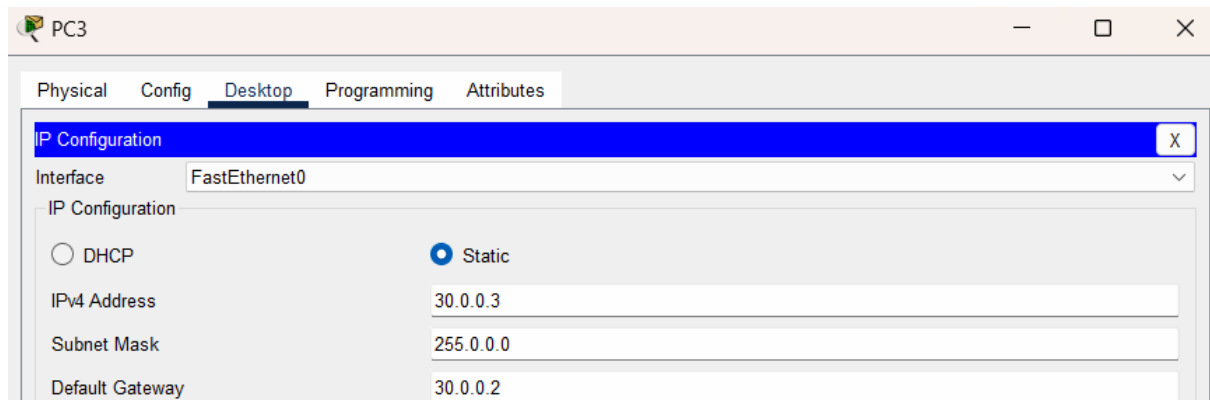 PC3
Physical Config Desktop Programming Attributes
IP Configuration X
Interface FastEthernet0
IP Configuration
DHCP Static
IPv4 Address 30.0.0.3
Subnet Mask 255.0.0.0
Default Gateway 30.0.0.2